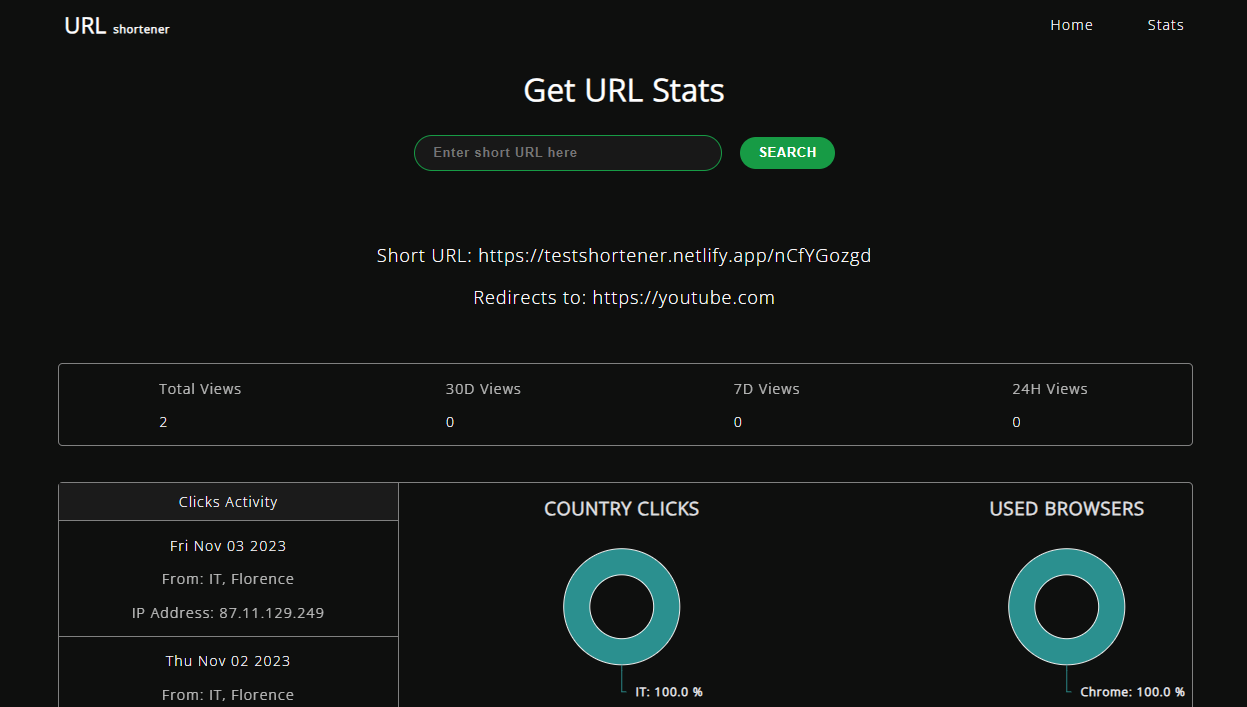 URL shortener
Home
Stats
Get URL Stats
Enter short URL here
SEARCH
Short URL: https://testshortener.netlify.app/nCfYGozgd
Redirects to: https://youtube.com
Total Views
30D Views
7D Views
24H Views
2
0
0
0
Clicks Activity
Fri Nov 03 2023
From: IT, Florence
IP Address: 87.11.129.249
Thu Nov 02 2023
From: IT, Florence
COUNTRY CLICKS
IT: 100.0 %
USED BROWSERS
Chrome: 100.0 %